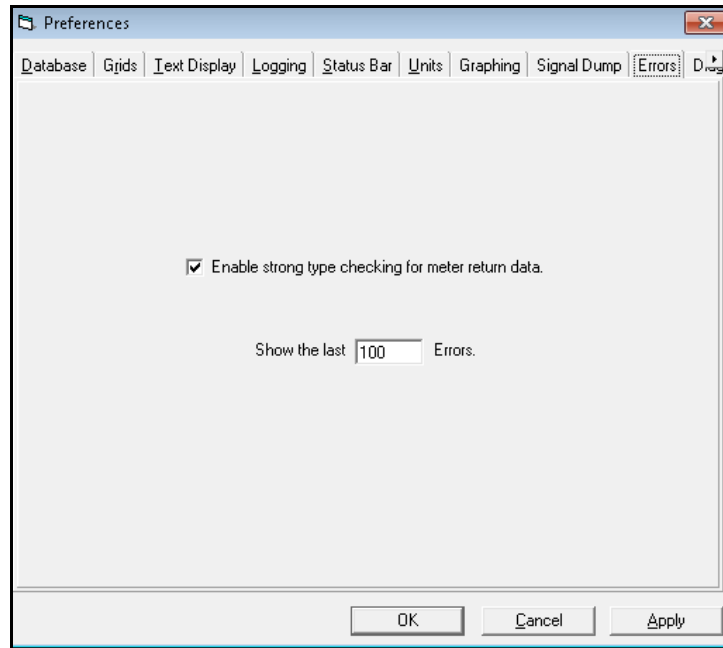 Preferences
Database Grids Text Display Logging Status Bar Units Graphing Signal Dump Errors
Enable strong type checking for meter return data.
Show the last 100 Errors.
OK Cancel Apply